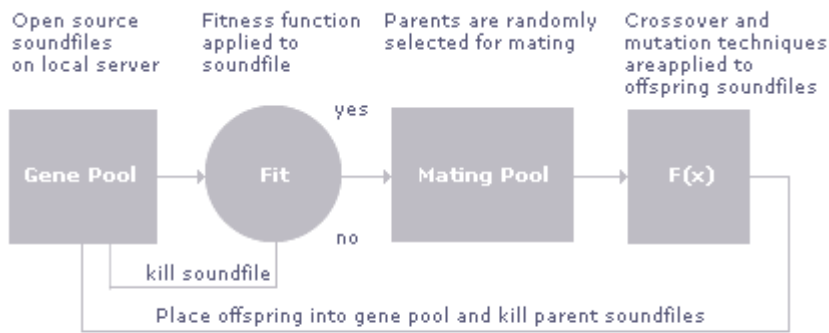 Open source
soundfiles
on local server
Fitness function
applied to
soundfile
Parents are randomly
selected for mating
Crossover and
mutation techniques
areapplied to
offspring soundfiles
yes
Gene Pool
Fit
Mating Pool
F(x)
no
kill soundfile
Place offspring into gene pool and kill parent soundfiles